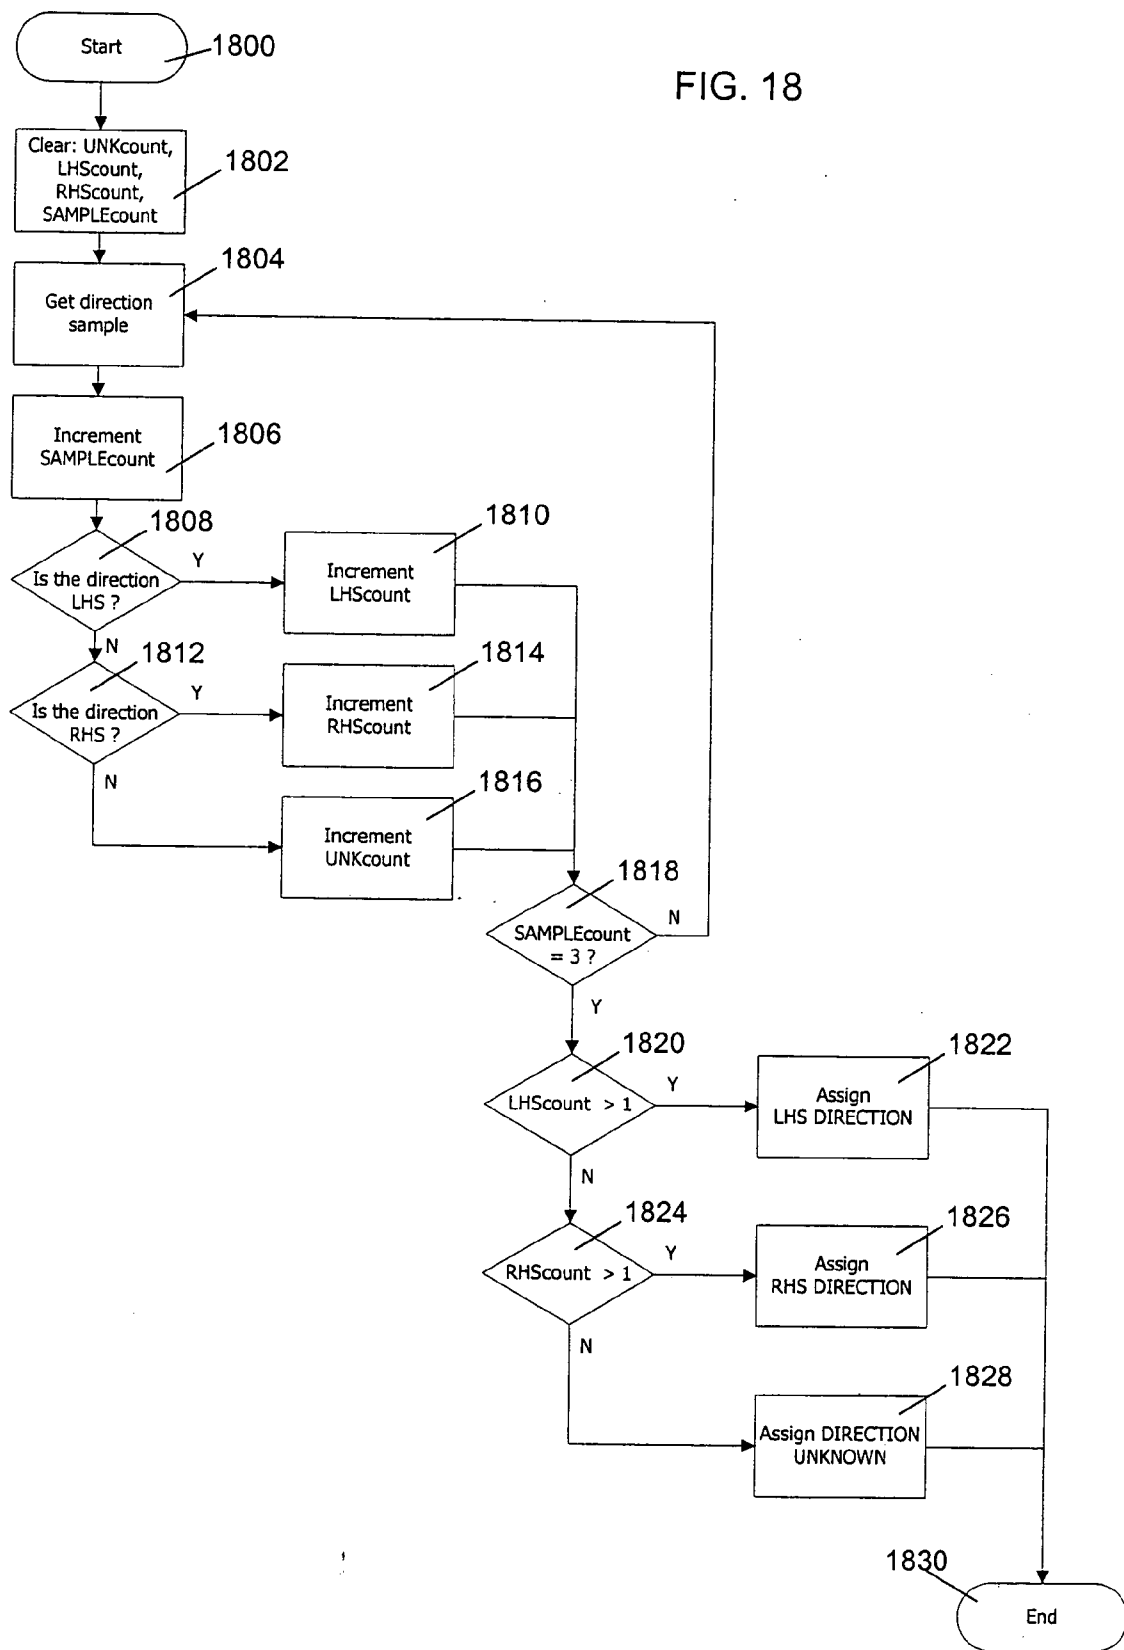 Start
1800
FIG. 18
Clear: UNKcount,
LHScount,
RHScount,
SAMPLEcount
1802
1804
Get direction
sample
Increment
SAMPLEcount
1806
1808
Is the direction
LHS ?
Y
N
1810
Increment
LHScount
1812
Is the direction
RHS ?
Y
N
1814
Increment
RHScount
1816
Increment
UNKcount
1818
SAMPLEcount
= 3 ?
N
Y
1820
LHScount > 1
Y
N
1822
Assign
LHS DIRECTION
1824
RHScount > 1
Y
N
1826
Assign
RHS DIRECTION
1828
Assign DIRECTION
UNKNOWN
1830
End